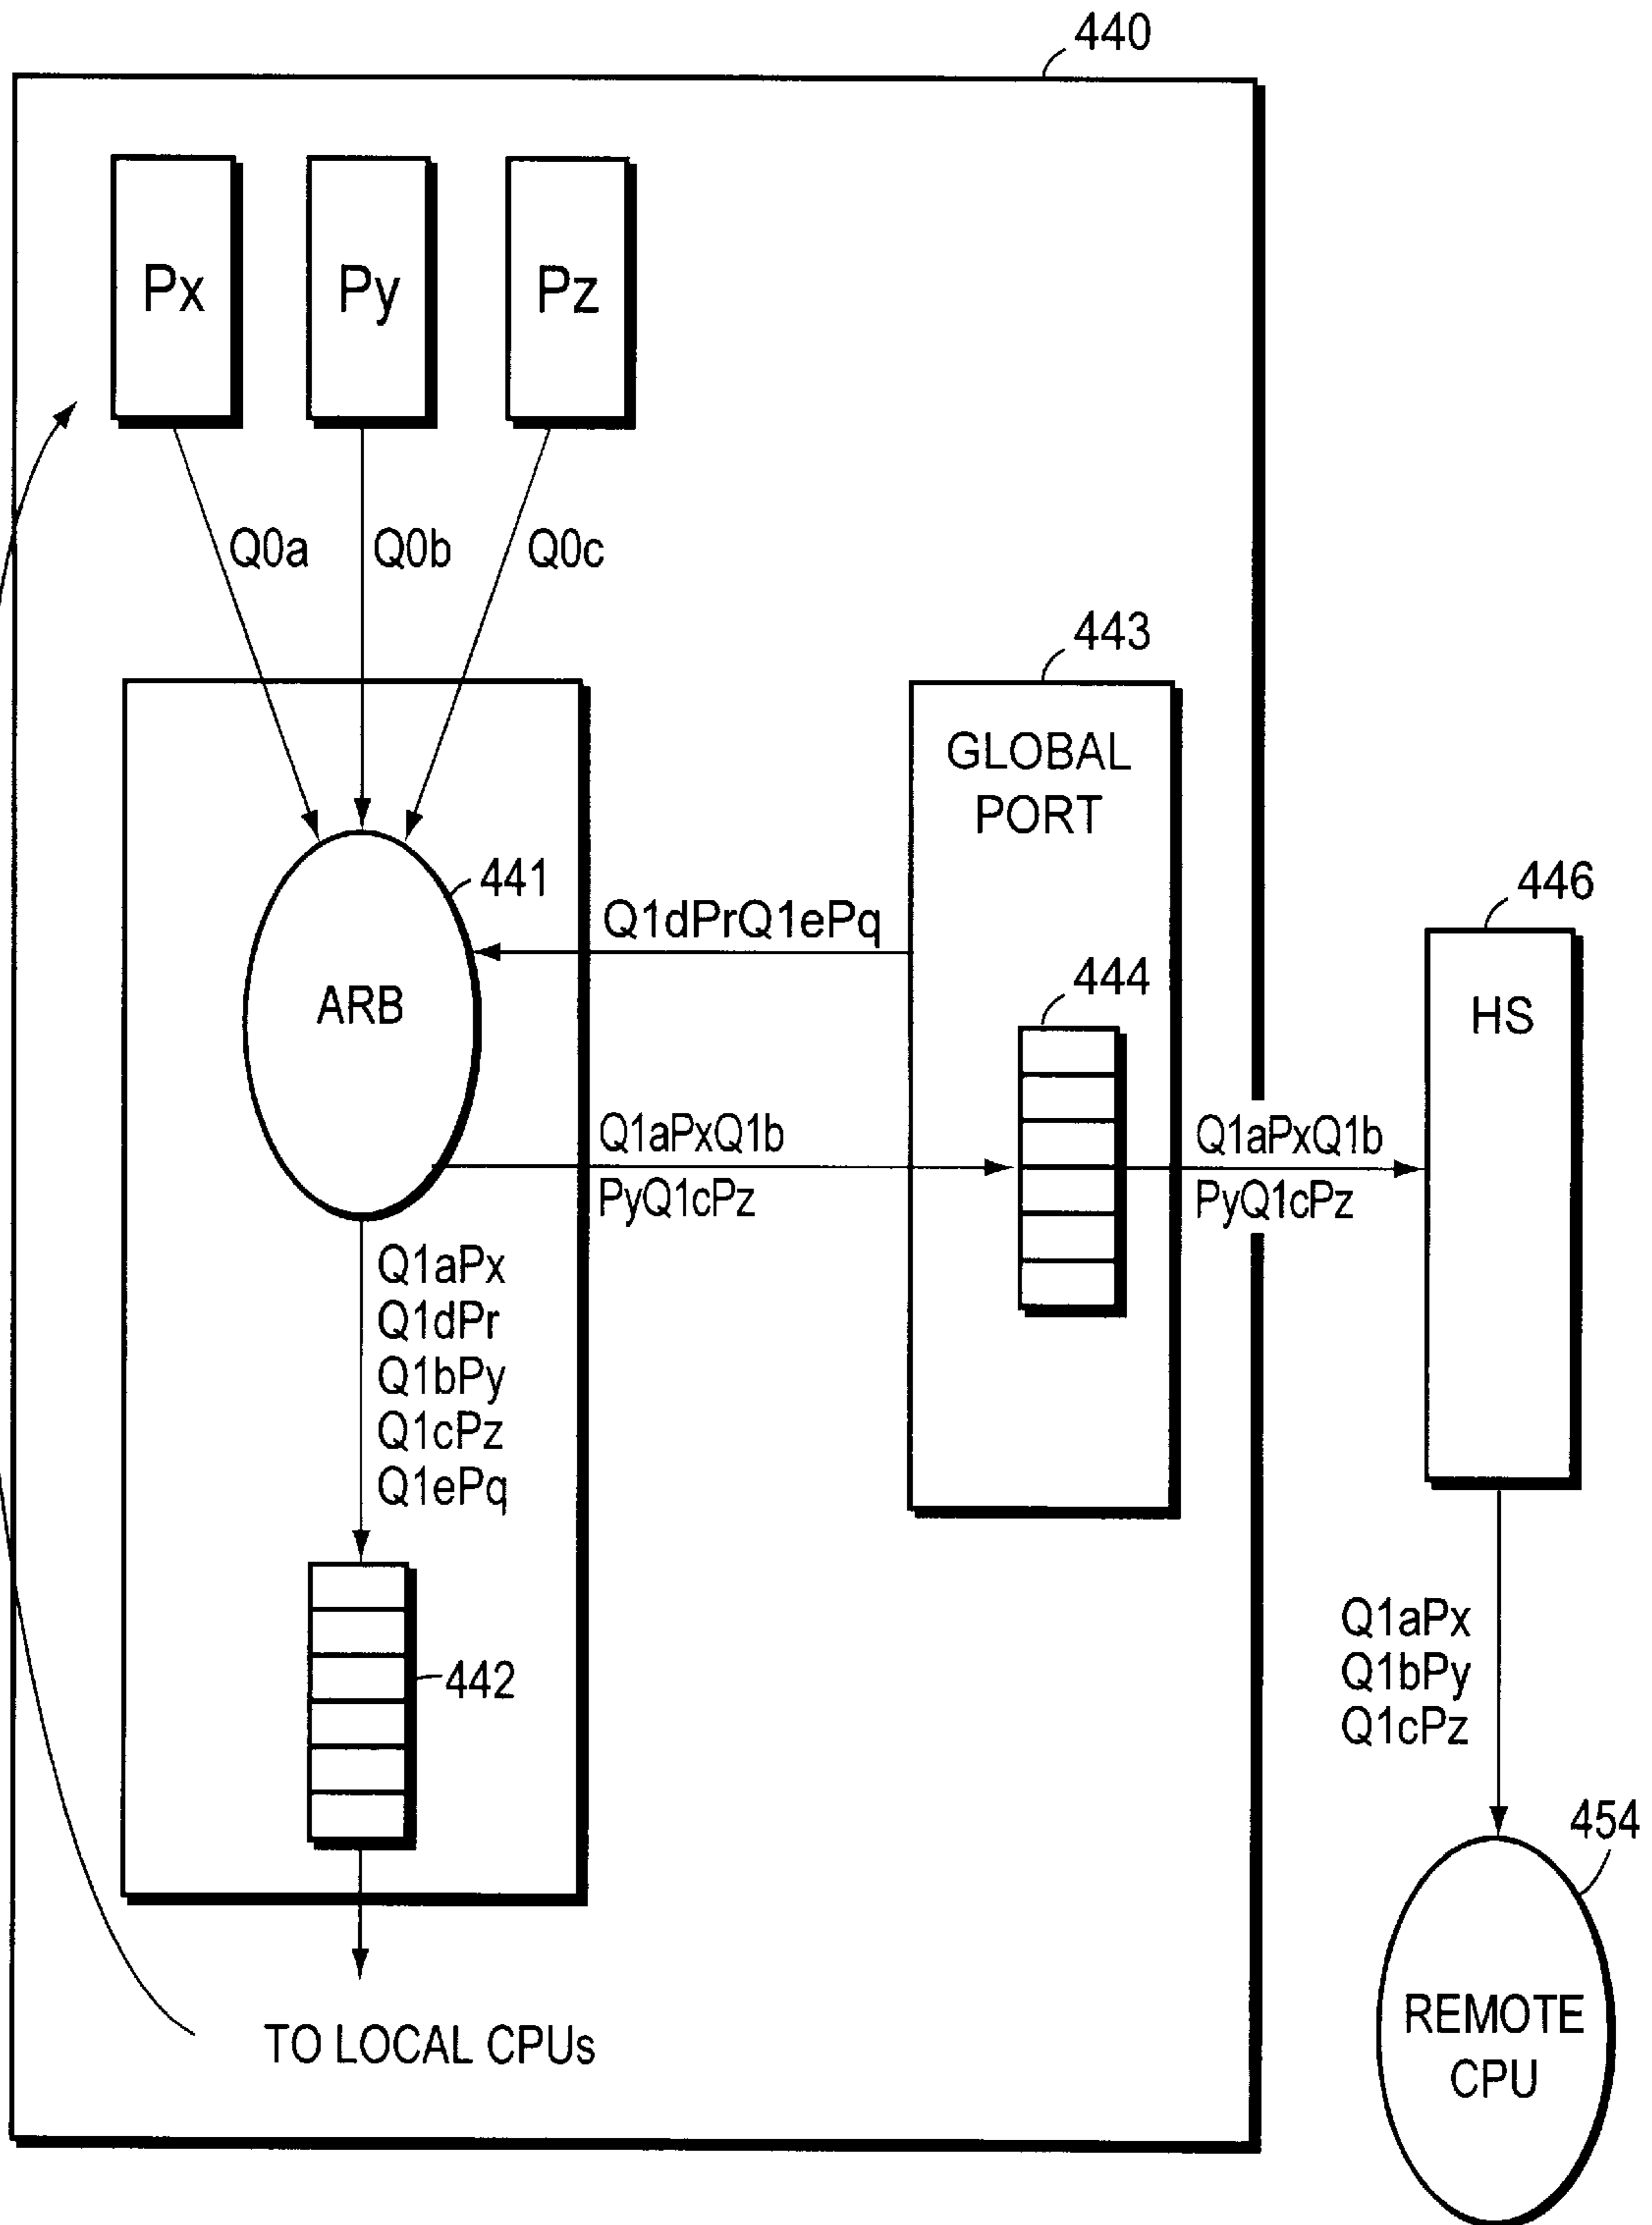 440
Px
Py
Pz
Q0a
Q0b
Q0c
443
GLOBAL
PORT
441
446
Q1dPrQ1ePq
444
ARB
HS
Q1aPxQ1b
PyQ1cPz
Q1aPxQ1b
PyQ1cPz
Q1aPx
Q1dPr
Q1bPy
Q1cPz
Q1ePq
442
Q1aPx
Q1bPy
Q1cPz
454
REMOTE
CPU
TO LOCAL CPUs